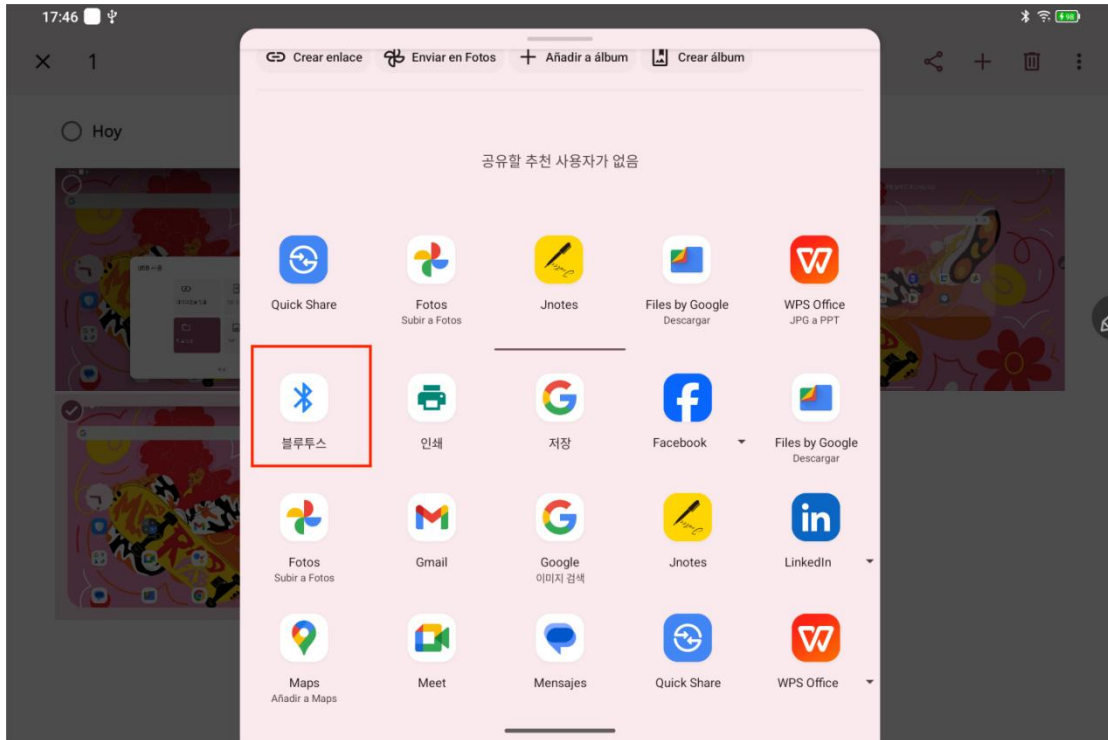 17:46
98
1
Crear enlace
Enviar en Fotos
Añadir a álbum
Crear álbum
Hoy
공유할 추천 사용자가 없음
Quick Share
Fotos
Subir a Fotos
Jnotes
Files by Google
Descargar
WPS Office
JPG a PPT
블루투스
인쇄
저장
Facebook
Files by Google
Descargar
Fotos
Subir a Fotos
Gmail
Google
이미지 검색
Jnotes
LinkedIn
Maps
Añadir a Maps
Meet
Mensajes
Quick Share
WPS Office